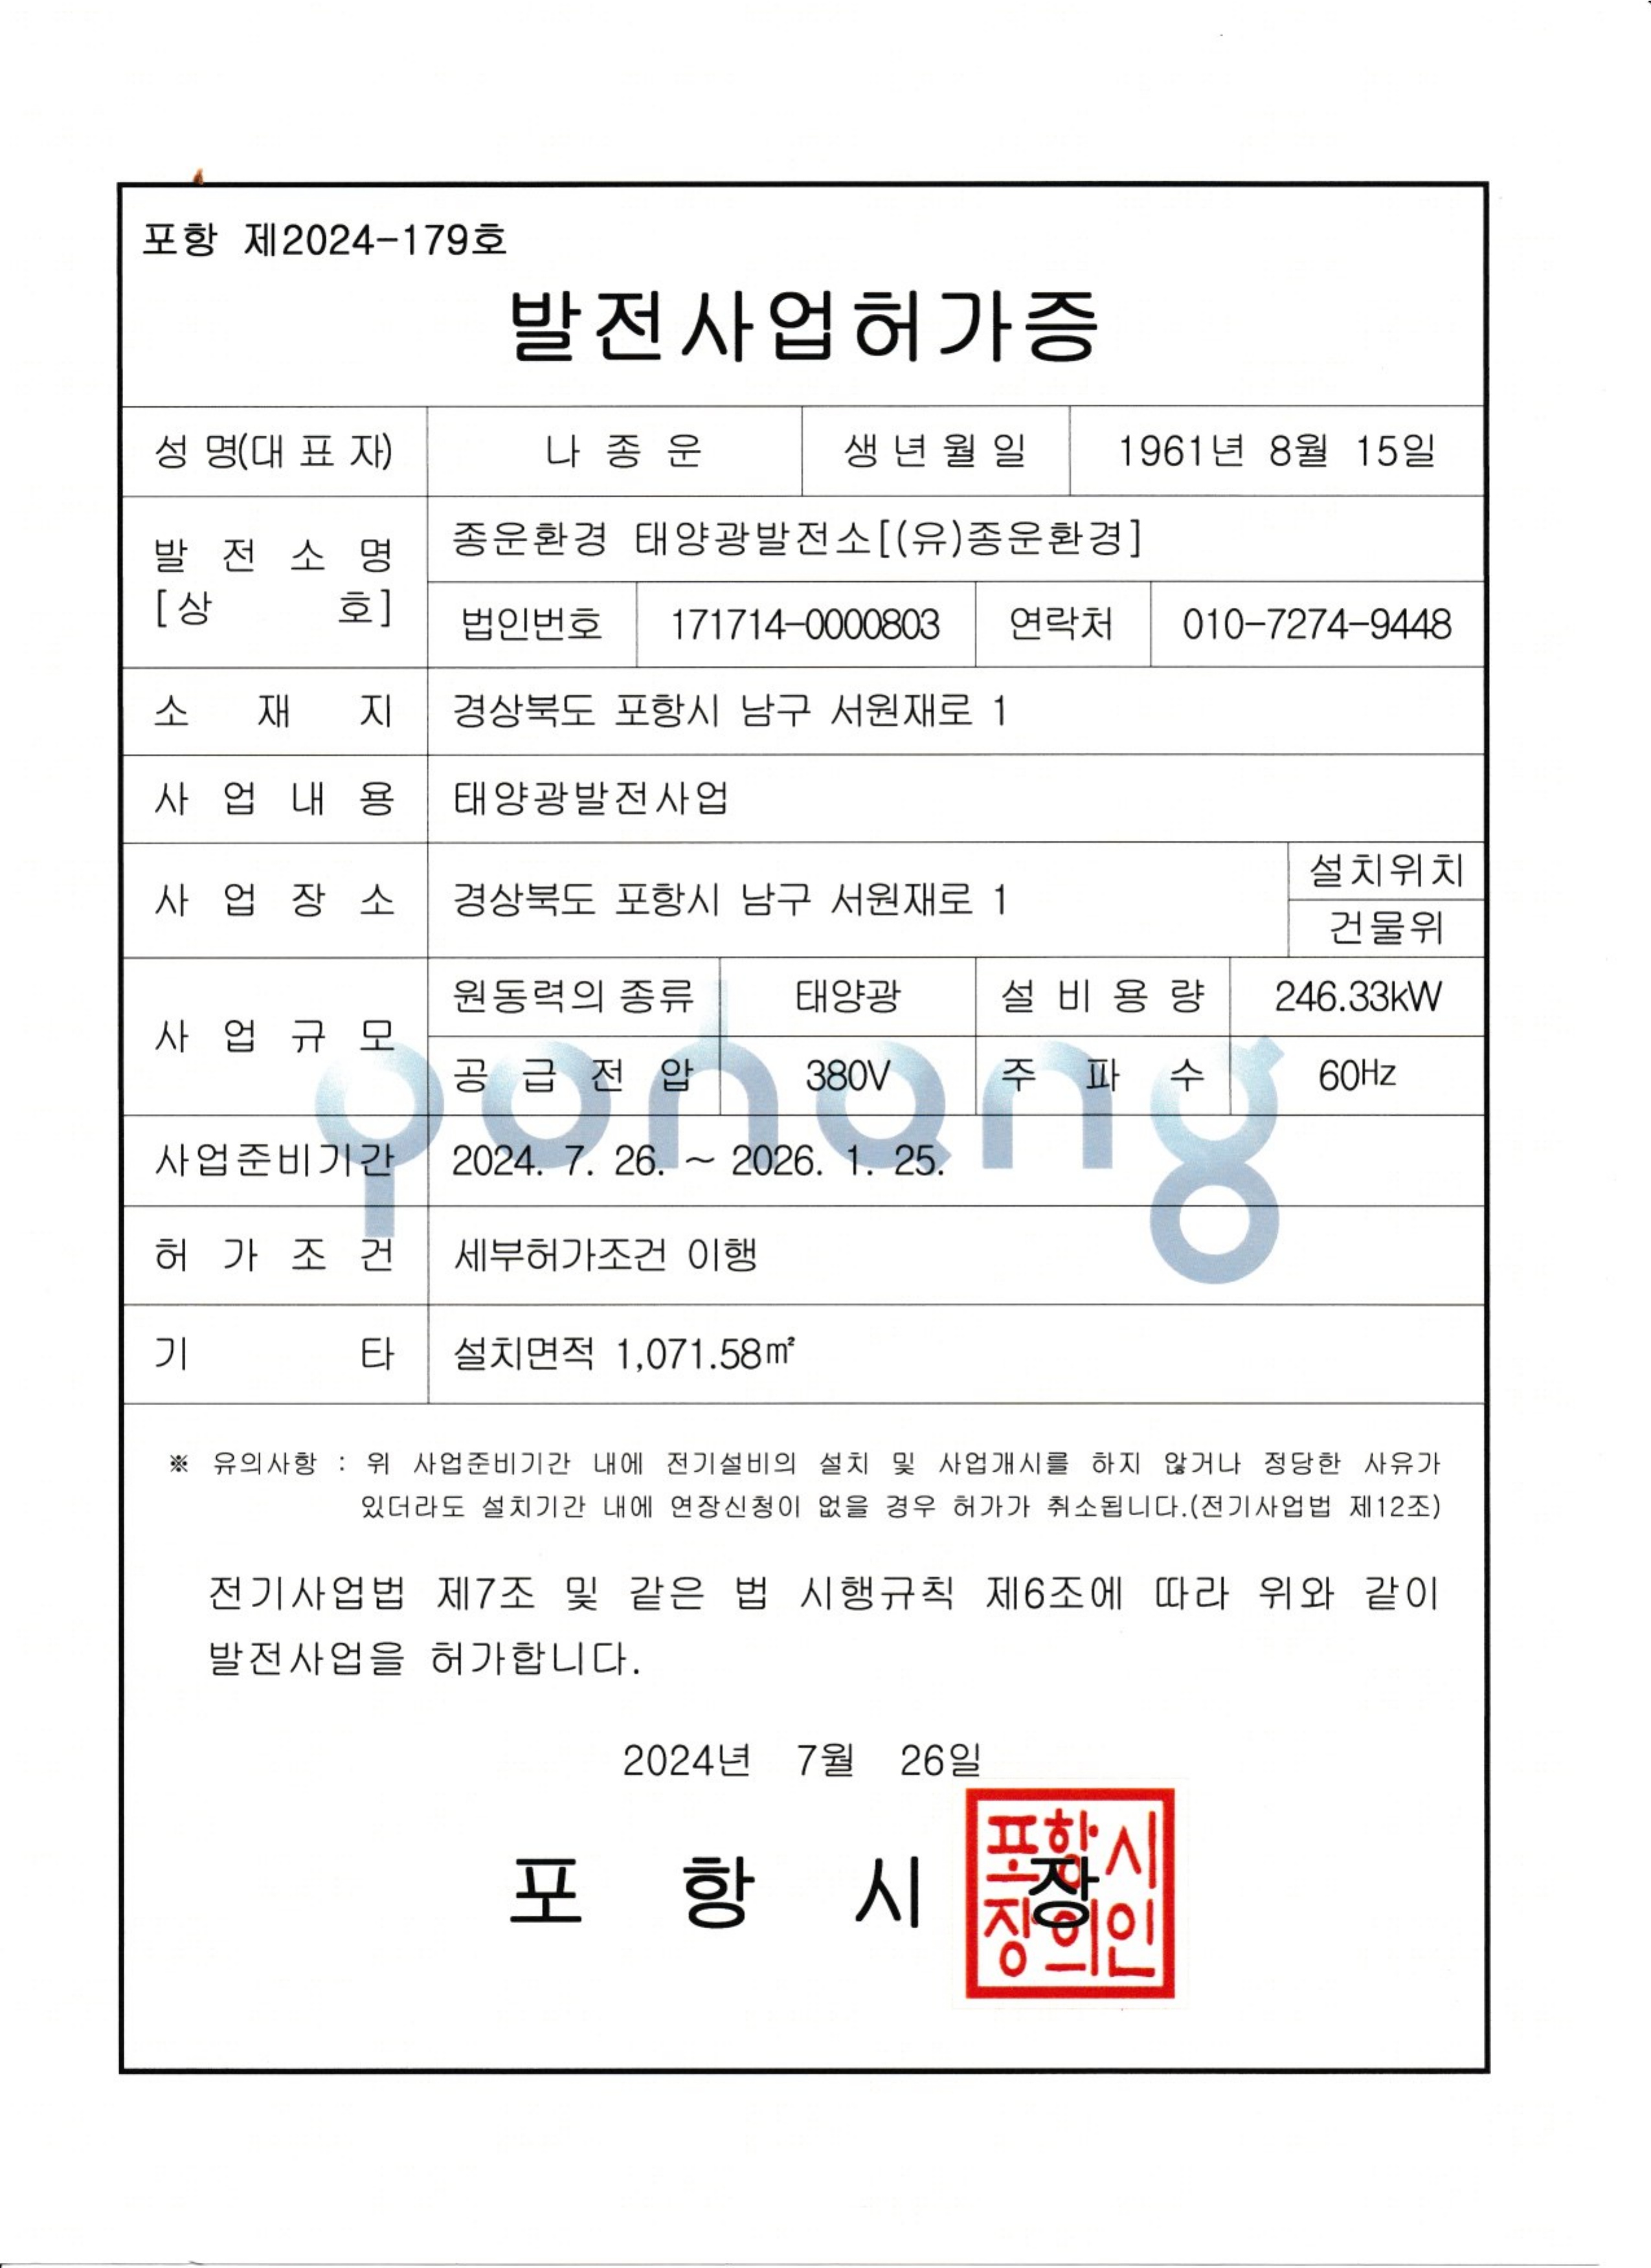 포항 제2024-179호
발전사업허가증
성 명(대 표 자) 나 종 운 생 년 월 일 1961년 8월 15일
발 전 소 명 [상 호] 종운환경 태양광발전소[(유)종운환경]
법인번호 171714-0000803 연락처 010-7274-9448
소 재 지 경상북도 포항시 남구 서원재로 1
사 업 내 용 태양광발전사업
사 업 장 소 경상북도 포항시 남구 서원재로 1 설치위치
건물위
사 업 규 모 원동력의 종류 태양광 설 비 용 량 246.33kW
공 급 전 압 380V 주 파 수 60Hz
pohang
사업준비기간 2024. 7. 26. ~ 2026. 1. 25.
허 가 조 건 세부허가조건 이행
기 타 설치면적 1,071.58㎡
※ 유의사항 : 위 사업준비기간 내에 전기설비의 설치 및 사업개시를 하지 않거나 정당한 사유가
있더라도 설치기간 내에 연장신청이 없을 경우 허가가 취소됩니다.(전기사업법 제12조)
전기사업법 제7조 및 같은 법 시행규칙 제6조에 따라 위와 같이
발전사업을 허가합니다.
2024년 7월 26일
포 항 시 장
포항시
장의인